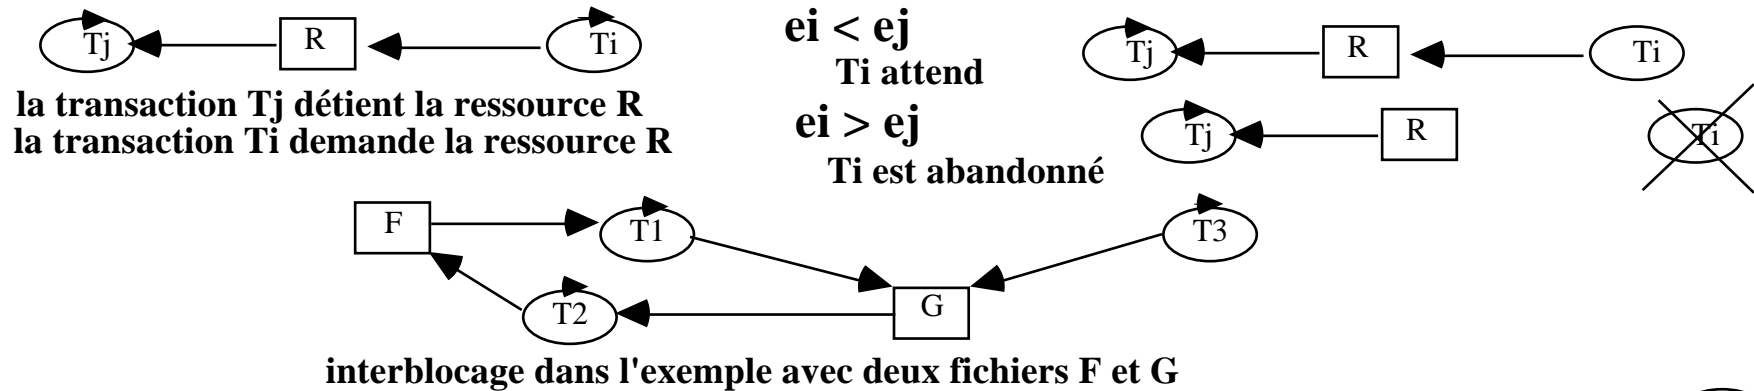 Tj R Ti
ei < ej
Ti attend
Tj R Ti
la transaction Tj détient la ressource R
la transaction Ti demande la ressource R
ei > ej
Ti est abandonné
Tj R Ti
F T1 T3
T2 G
interblocage dans l'exemple avec deux fichiers F et G